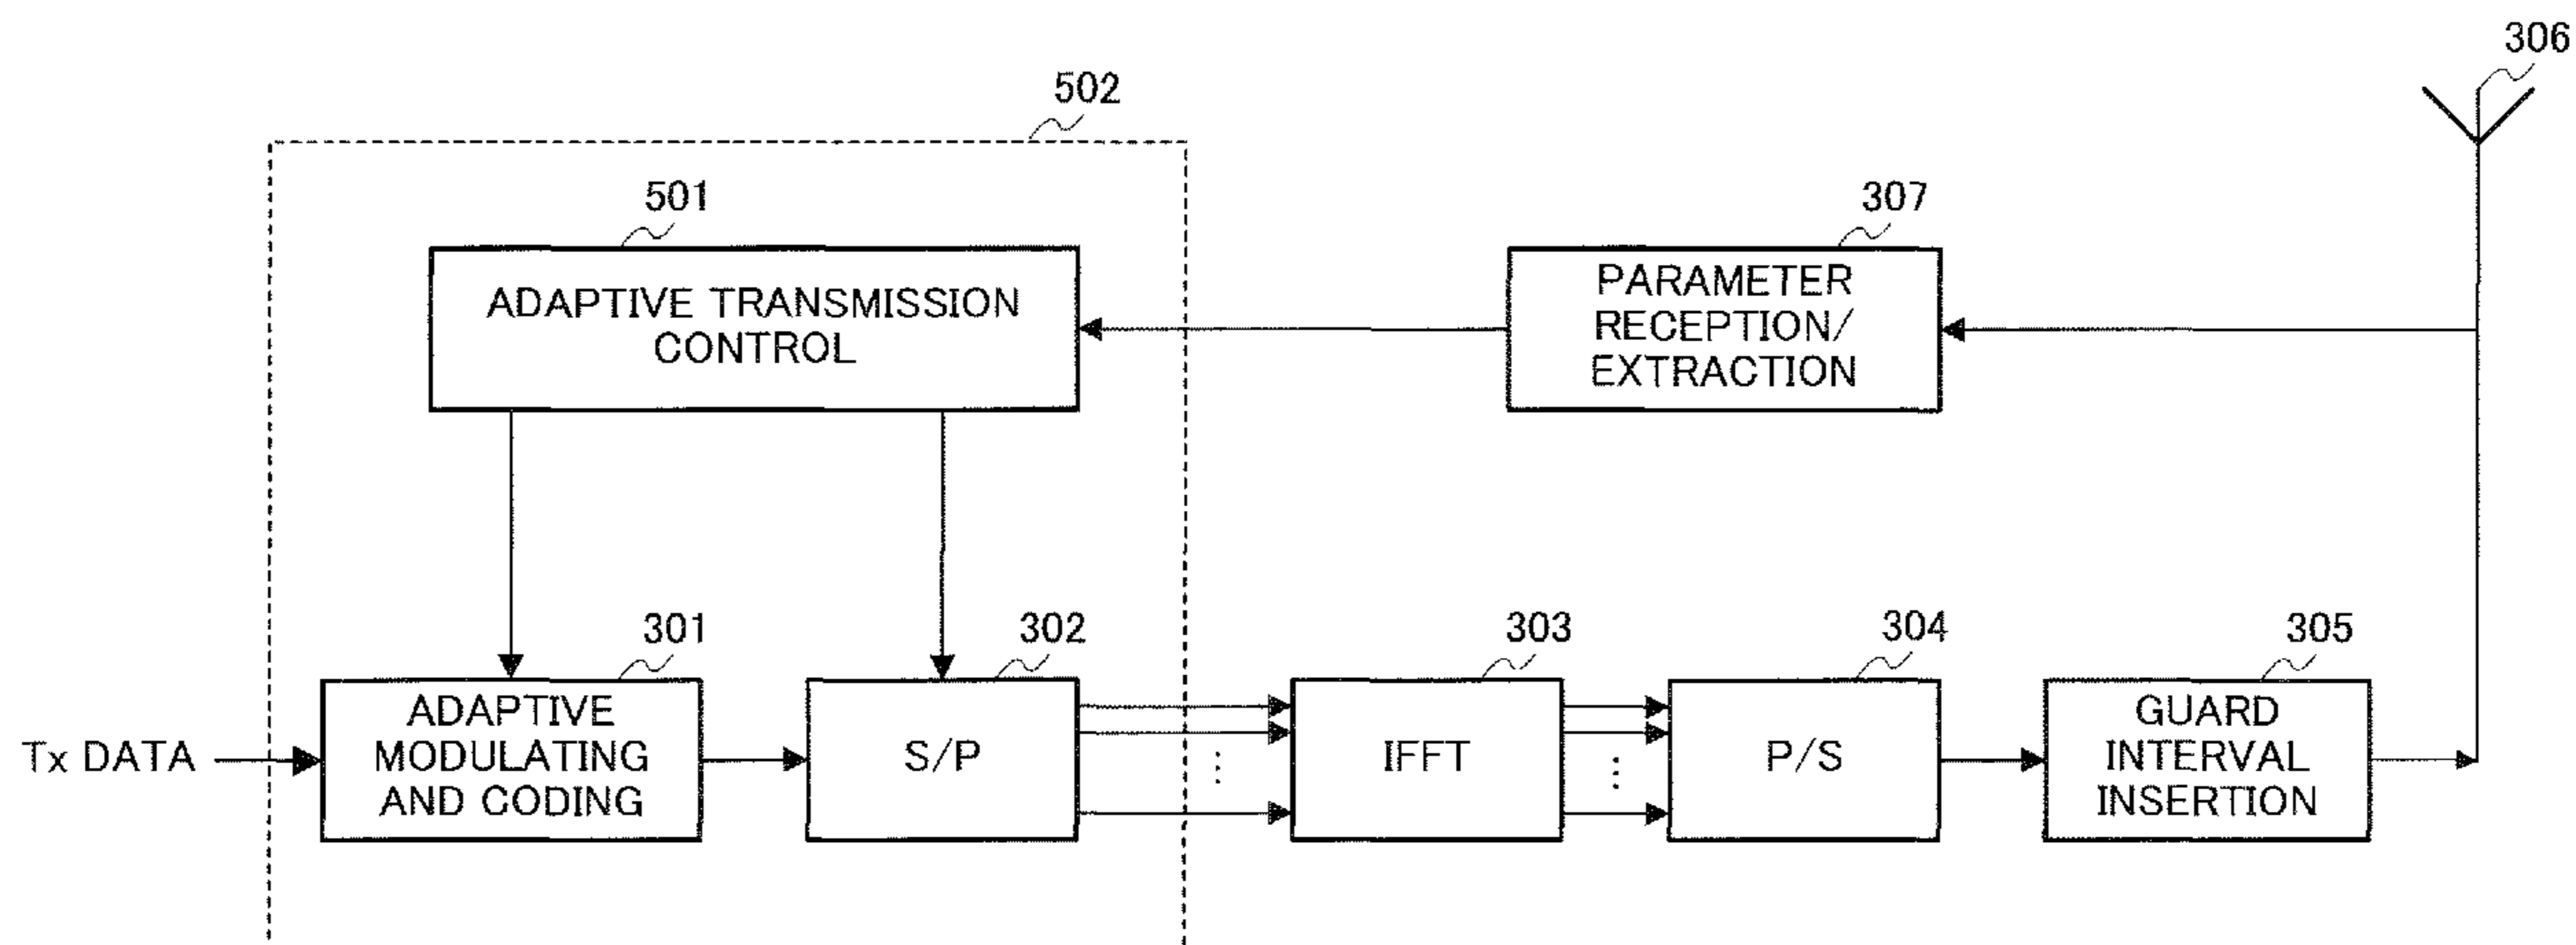 306
502
501
307
ADAPTIVE TRANSMISSION
CONTROL
PARAMETER
RECEPTION/
EXTRACTION
301
302
303
304
305
Tx DATA
ADAPTIVE
MODULATING
AND CODING
S/P
IFFT
P/S
GUARD
INTERVAL
INSERTION